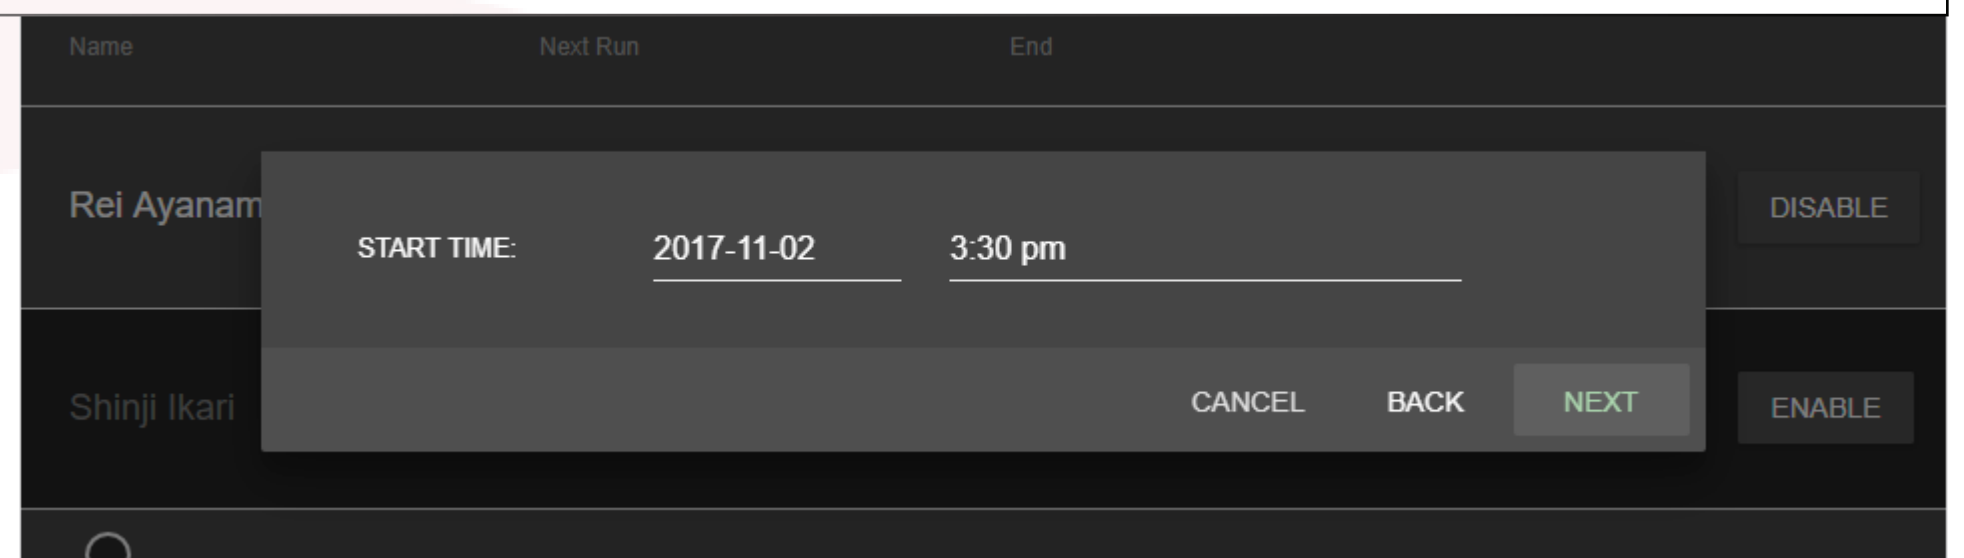 Name Next Run End
Rei Ayanam
DISABLE
START TIME: 2017-11-02 3:30 pm
CANCEL BACK NEXT
Shinji Ikari
ENABLE